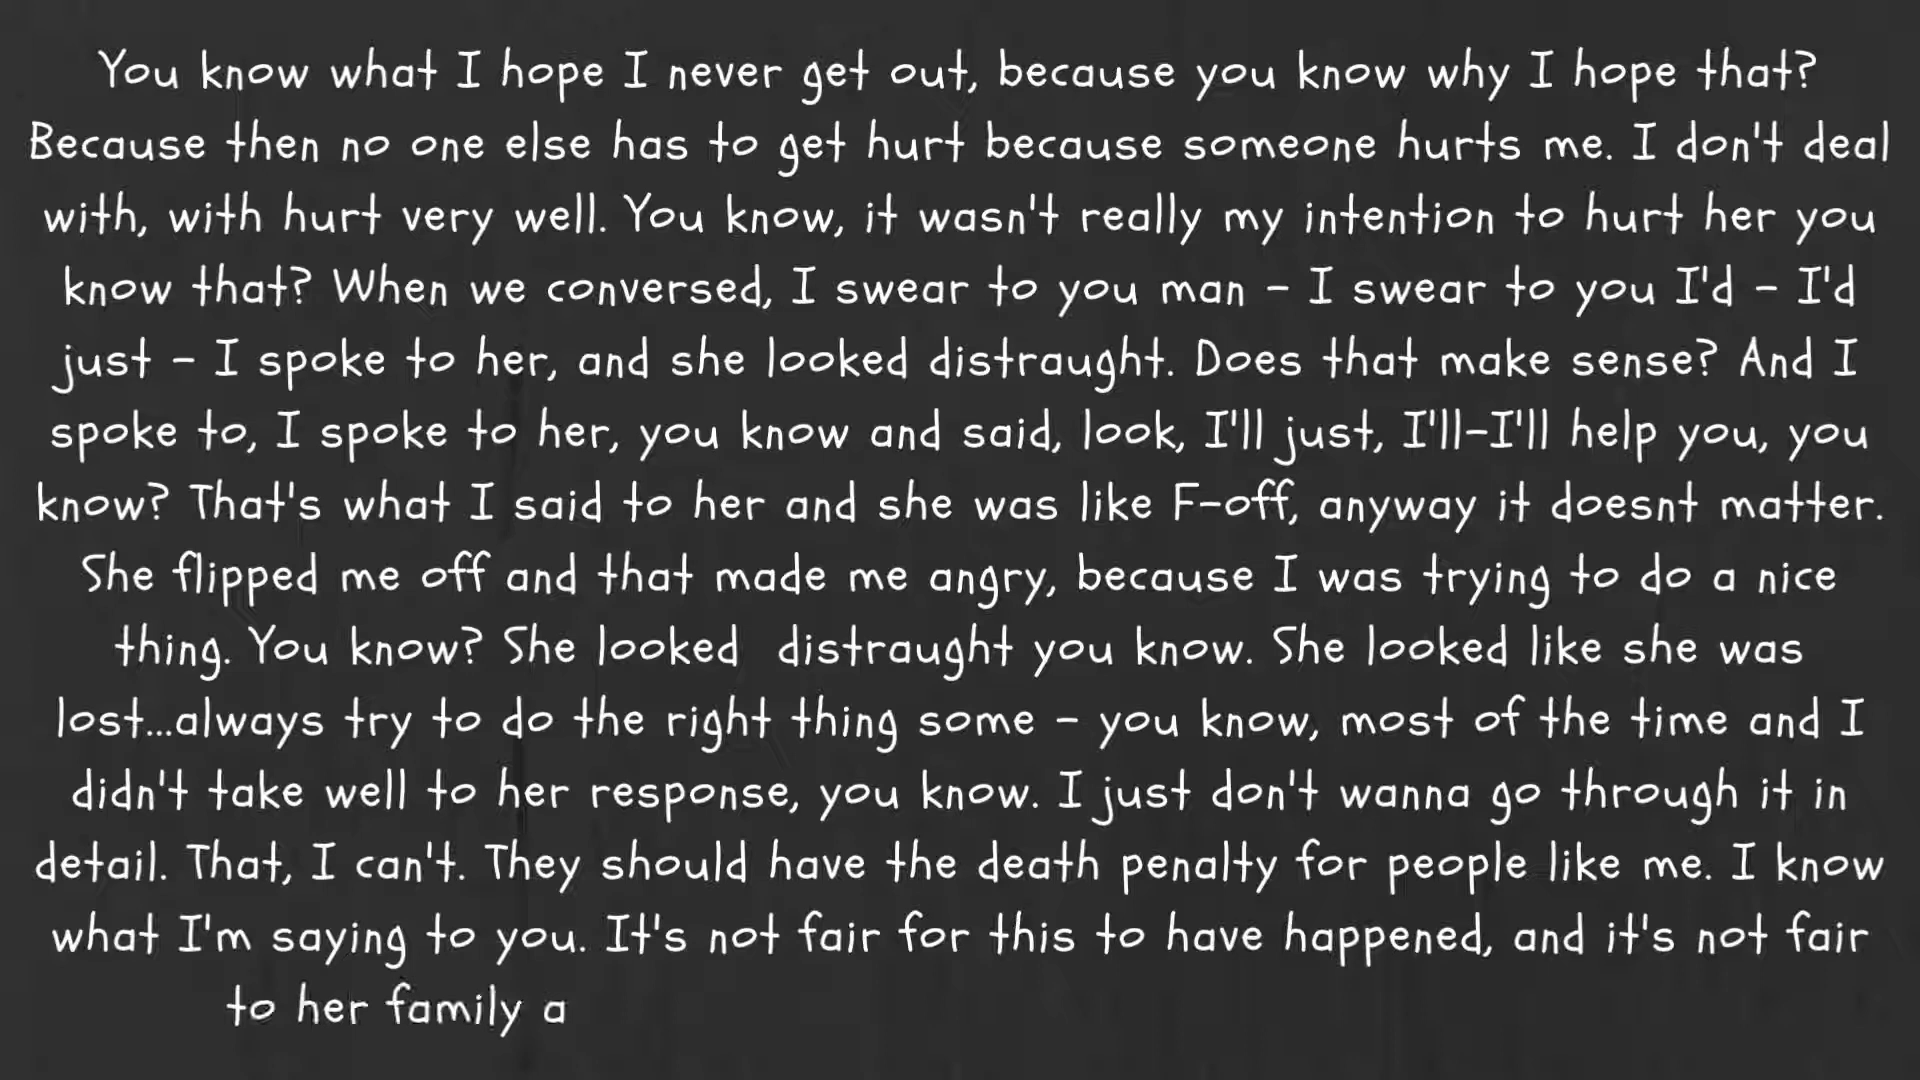 You know what I hope I never get out, because you know why I hope that?
Because then no one else has to get hurt because someone hurts me. I don't deal
with, with hurt very well. You know, it wasn't really my intention to hurt her you
know that? When we conversed, I swear to you man - I swear to you I'd - I'd
just - I spoke to her, and she looked distraught. Does that make sense? And I
spoke to, I spoke to her, you know and said, look, I'll just, I'll-I'll help you, you
know? That's what I said to her and she was like F-off, anyway it doesnt matter.
She flipped me off and that made me angry, because I was trying to do a nice
thing. You know? She looked  distraught you know. She looked like she was
lost...always try to do the right thing some - you know, most of the time and I
didn't take well to her response, you know. I just don't wanna go through it in
detail. That, I can't. They should have the death penalty for people like me. I know
what I'm saying to you. It's not fair for this to have happened, and it's not fair
to her family a